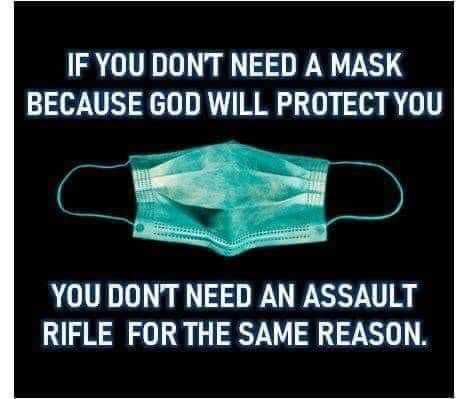 IF YOU DON'T NEED A MASK
BECAUSE GOD WILL PROTECT YOU
YOU DON'T NEED AN ASSAULT
RIFLE FOR THE SAME REASON.